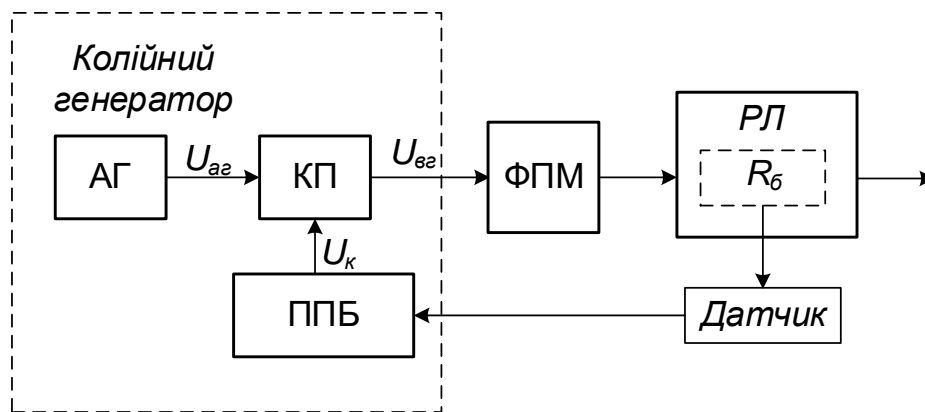 Колійний
генератор
АГ
Uаг
КП
Uвг
ФПМ
РЛ
Rб
Uк
ППБ
Датчик